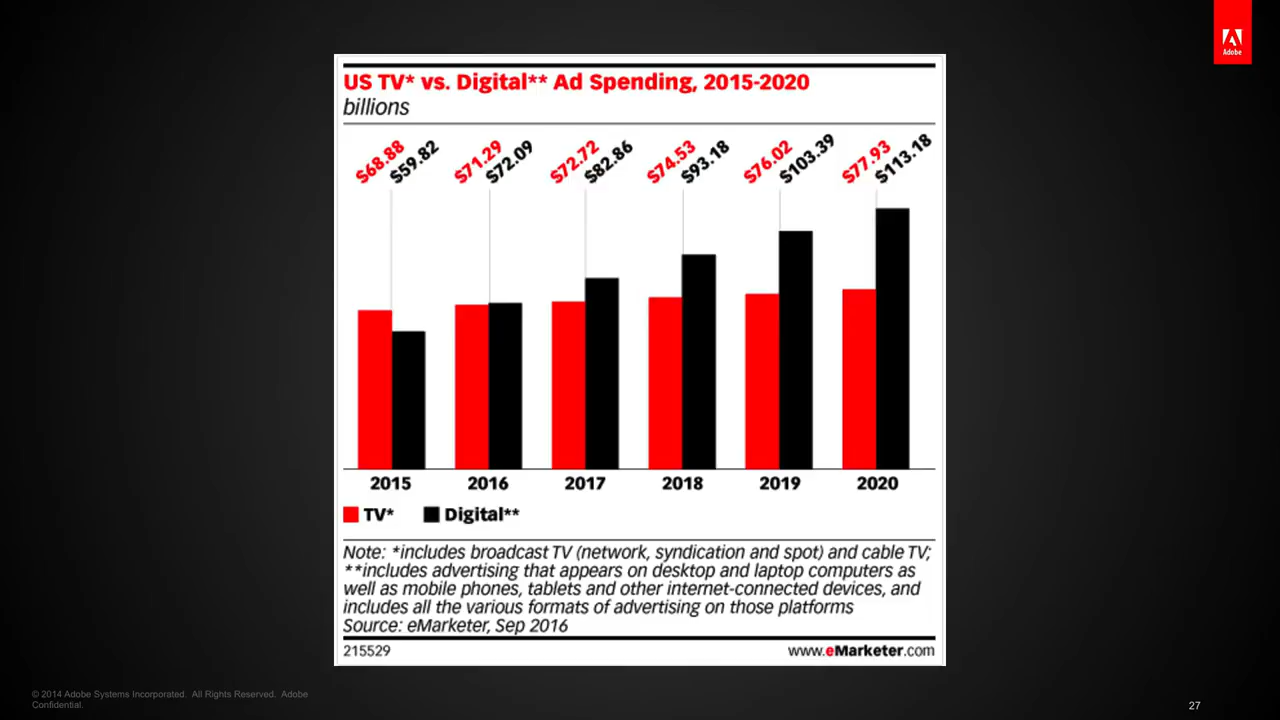 Adobe
US TV* vs. Digital** Ad Spending, 2015-2020
billions
$68.88 $59.82 $71.29 $72.09 $72.72 $82.86 $74.53 $93.18 $76.02 $103.39 $77.93 $113.18
2015 2016 2017 2018 2019 2020
TV* Digital**
Note: *includes broadcast TV (network, syndication and spot) and cable TV;
**includes advertising that appears on desktop and laptop computers as
well as mobile phones, tablets and other internet-connected devices, and
includes all the various formats of advertising on those platforms
Source: eMarketer, Sep 2016
215529 www.eMarketer.com
© 2014 Adobe Systems Incorporated. All Rights Reserved. Adobe
Confidential.
27